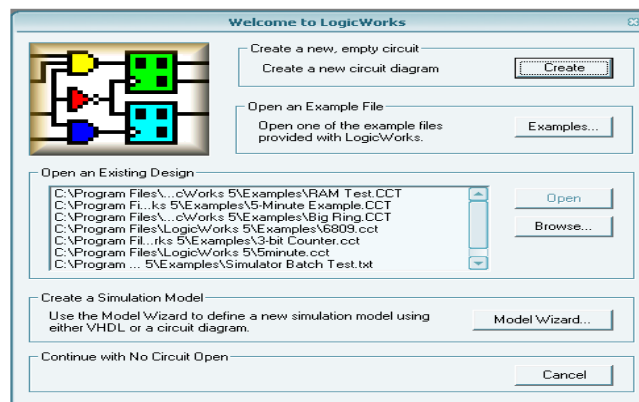 Welcome to LogicWorks
Create a new, empty circuit
Create a new circuit diagram
Create
Open an Example File
Open one of the example files
provided with LogicWorks.
Examples...
Open an Existing Design
C:\Program Files\...cWorks 5\Examples\RAM Test.CCT
C:\Program Fi...ks 5\Examples\5-Minute Example.CCT
C:\Program Files\...cWorks 5\Examples\Big Ring.CCT
C:\Program Files\LogicWorks 5\Examples\6809.cct
C:\Program Fil...rks 5\Examples\3-bit Counter.cct
C:\Program Files\LogicWorks 5\5minute.cct
C:\Program ... 5\Examples\Simulator Batch Test.txt
Open
Browse...
Create a Simulation Model
Use the Model Wizard to define a new simulation model using
either VHDL or a circuit diagram.
Model Wizard...
Continue with No Circuit Open
Cancel